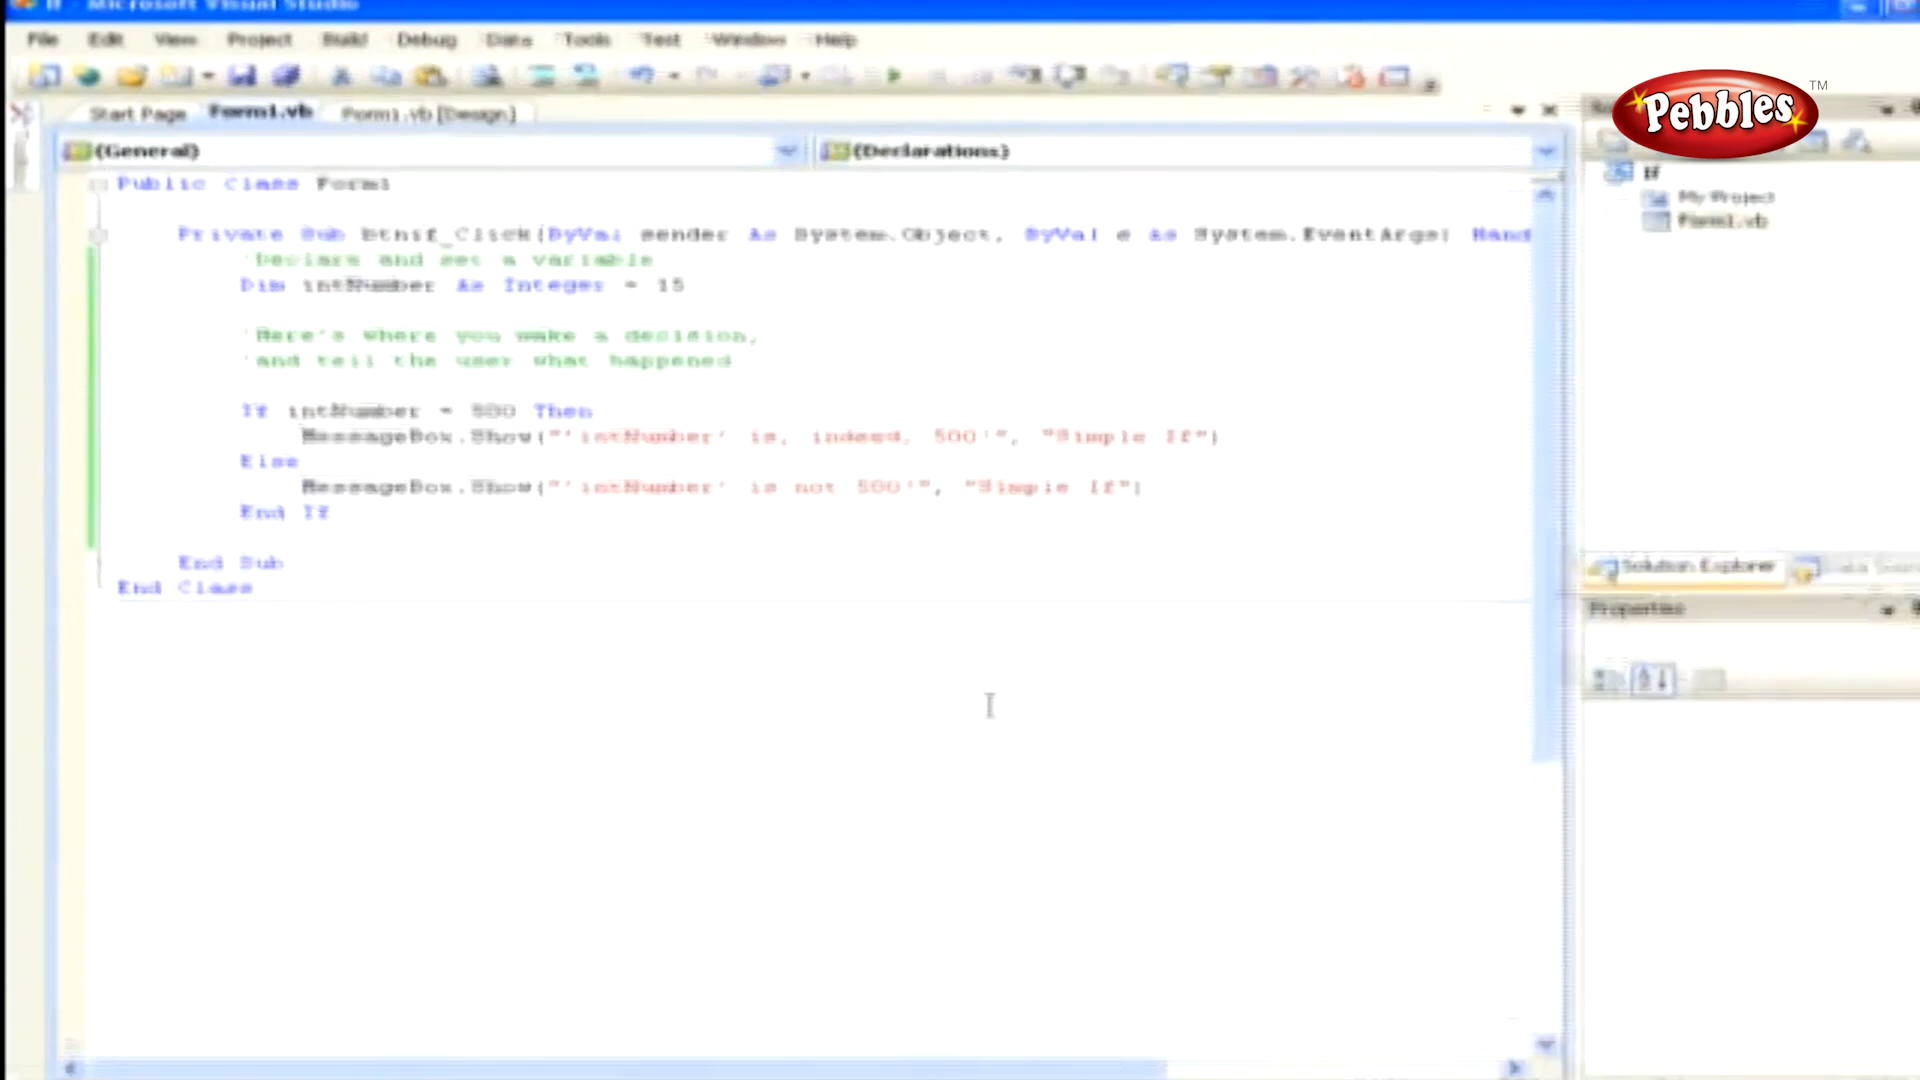 If - Microsoft Visual Studio
File Edit View Project Build Debug Data Tools Test Window Help
Pebbles TM
Start Page Form1.vb Form1.vb [Design]
(General) (Declarations)
Public Class Form1
Private Sub btnIf_Click(ByVal sender As System.Object, ByVal e As System.EventArgs) Hand
'Declare and set a variable
Dim intNumber As Integer = 15
'Here's where you make a decision,
'and tell the user what happened
If intNumber = 500 Then
MessageBox.Show("'intNumber' is, indeed, 500!", "Simple If")
Else
MessageBox.Show("'intNumber' is not 500!", "Simple If")
End If
End Sub
End Class
If
My Project
Form1.vb
Solution Explorer
Properties